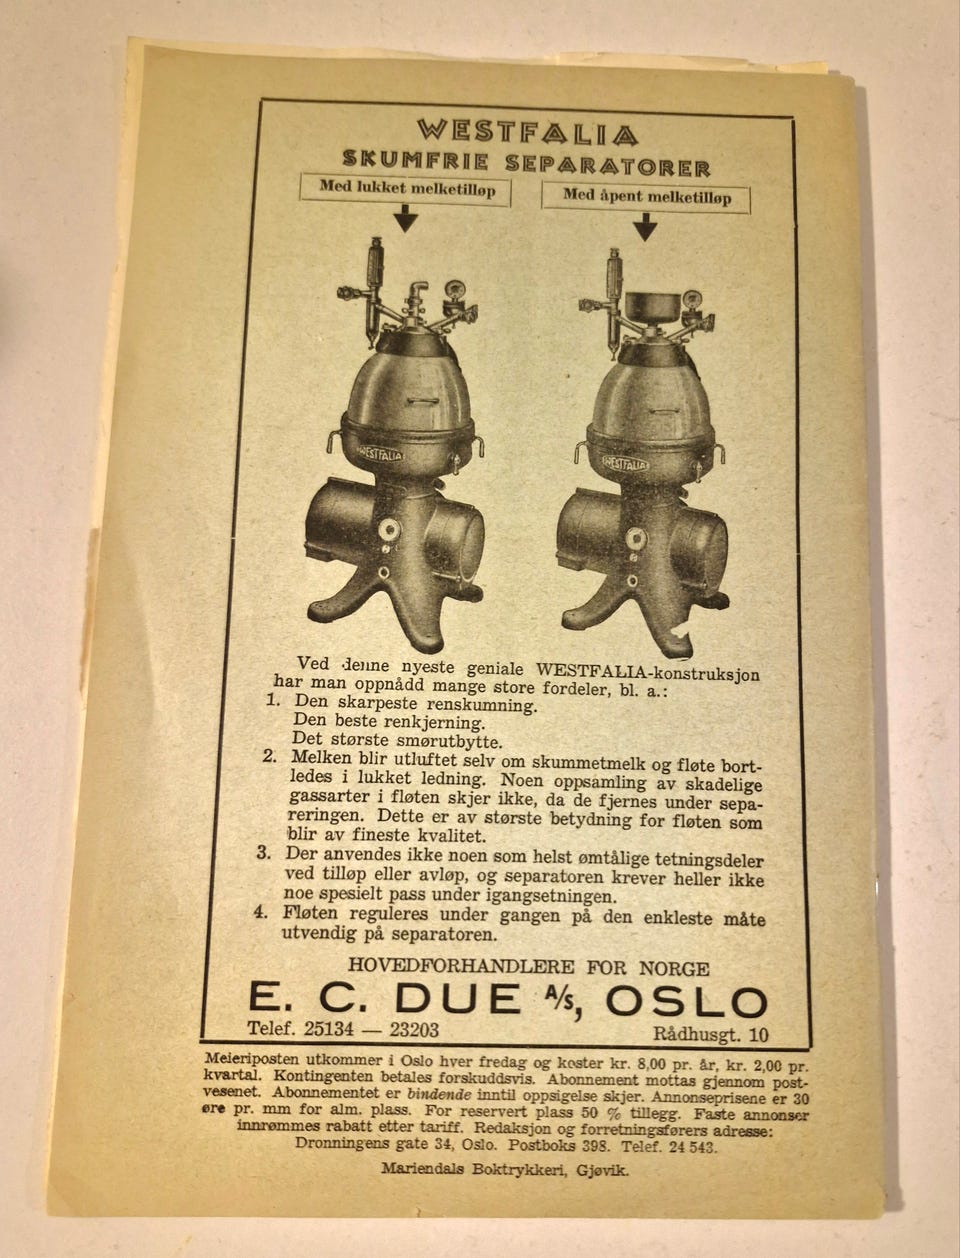 WESTFALIA
SKUMFRIE SEPARATORER
Med lukket melketilløp
Med åpent melketilløp
WESTFALIA
WESTFALIA
Ved denne nyeste geniale WESTFALIA-konstruksjon
har man oppnådd mange store fordeler, bl. a.:
1. Den skarpeste renskumning.
Den beste renkjerning.
Det største smørutbytte.
2. Melken blir utluftet selv om skummetmelk og fløte bort-
ledes i lukket ledning. Noen oppsamling av skadelige
gassarter i fløten skjer ikke, da de fjernes under sepa-
reringen. Dette er av største betydning for fløten som
blir av fineste kvalitet.
3. Der anvendes ikke noen som helst ømtålige tetningsdeler
ved tilløp eller avløp, og separatoren krever heller ikke
noe spesielt pass under igangsetningen.
4. Fløten reguleres under gangen på den enkleste måte
utvendig på separatoren.
HOVEDFORHANDLERE FOR NORGE
E. C. DUE A/S, OSLO
Telef. 25134 — 23203
Rådhusgt. 10
Meieriposten utkommer i Oslo hver fredag og koster kr. 8,00 pr. år, kr. 2,00 pr.
kvartal. Kontingenten betales forskuddsvis. Abonnement mottas gjennom post-
vesenet. Abonnementet er bindende inntil oppsigelse skjer. Annonseprisene er 30
øre pr. mm for alm. plass. For reservert plass 50 % tillegg. Faste annonser
innrømmes rabatt etter tariff. Redaksjon og forretningsførers adresse:
Dronningens gate 34, Oslo. Postboks 398. Telef. 24 543.
Mariendals Boktrykkeri, Gjøvik.